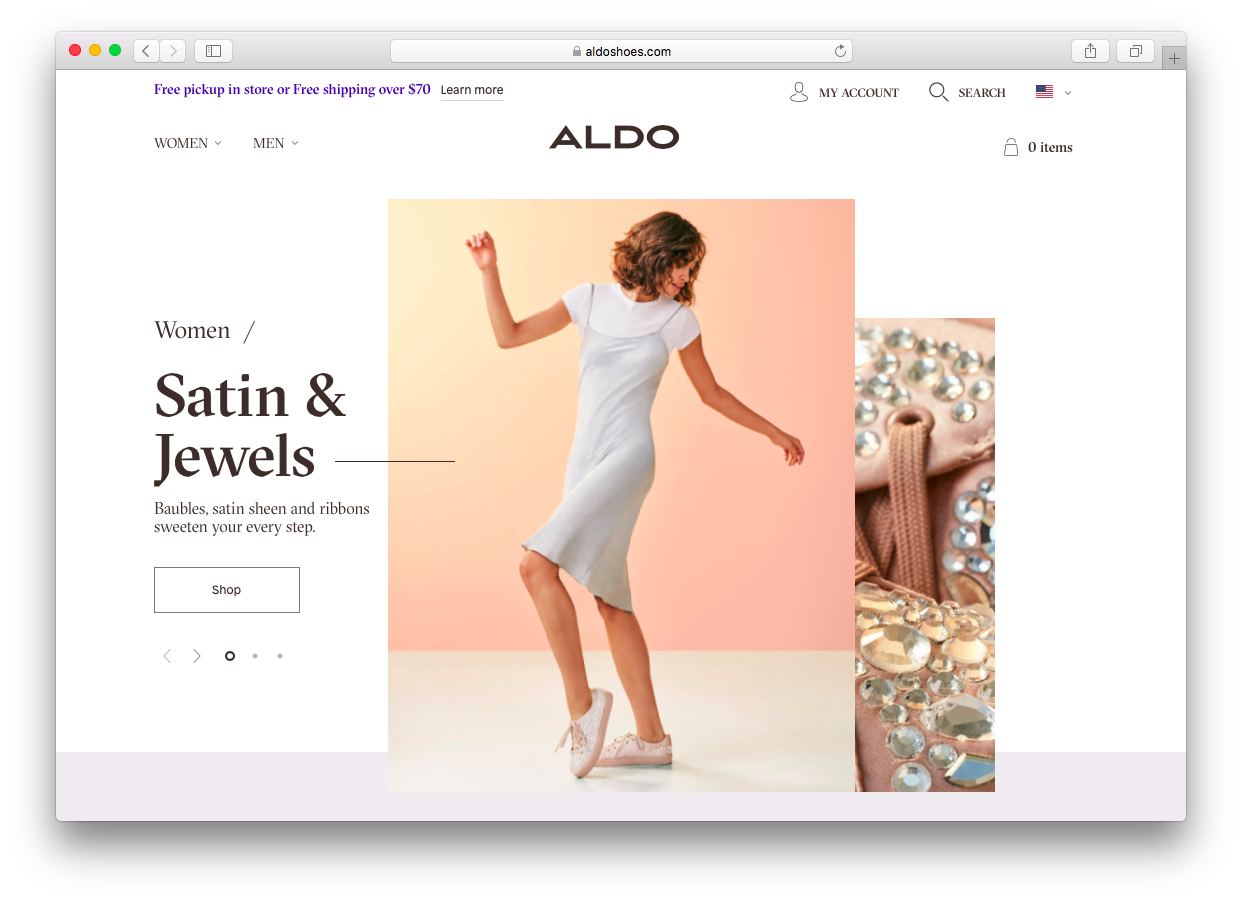 aldoshoes.com
Free pickup in store or Free shipping over $70 Learn more
MY ACCOUNT
SEARCH
WOMEN
MEN
ALDO
0 items
Women /
Satin &
Jewels
Baubles, satin sheen and ribbons
sweeten your every step.
Shop